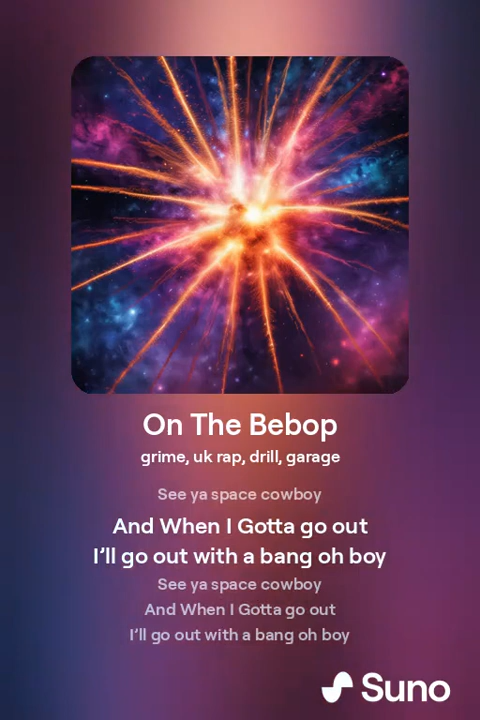 On The Bebop
grime, uk rap, drill, garage
See ya space cowboy
And When I Gotta go out
I’ll go out with a bang oh boy
See ya space cowboy
And When I Gotta go out
I’ll go out with a bang oh boy
Suno